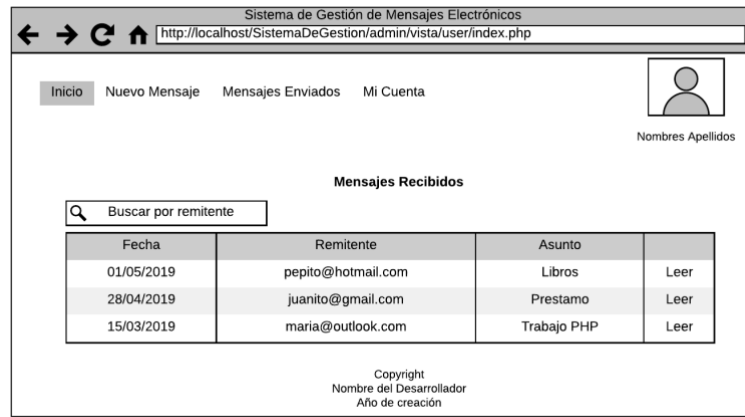 Sistema de Gestión de Mensajes Electrónicos
http://localhost/SistemaDeGestion/admin/vista/user/index.php
Inicio Nuevo Mensaje Mensajes Enviados Mi Cuenta
Nombres Apellidos
Mensajes Recibidos
Buscar por remitente
Fecha Remitente Asunto
01/05/2019 pepito@hotmail.com Libros Leer
28/04/2019 juanito@gmail.com Prestamo Leer
15/03/2019 maria@outlook.com Trabajo PHP Leer
Copyright
Nombre del Desarrollador
Año de creación